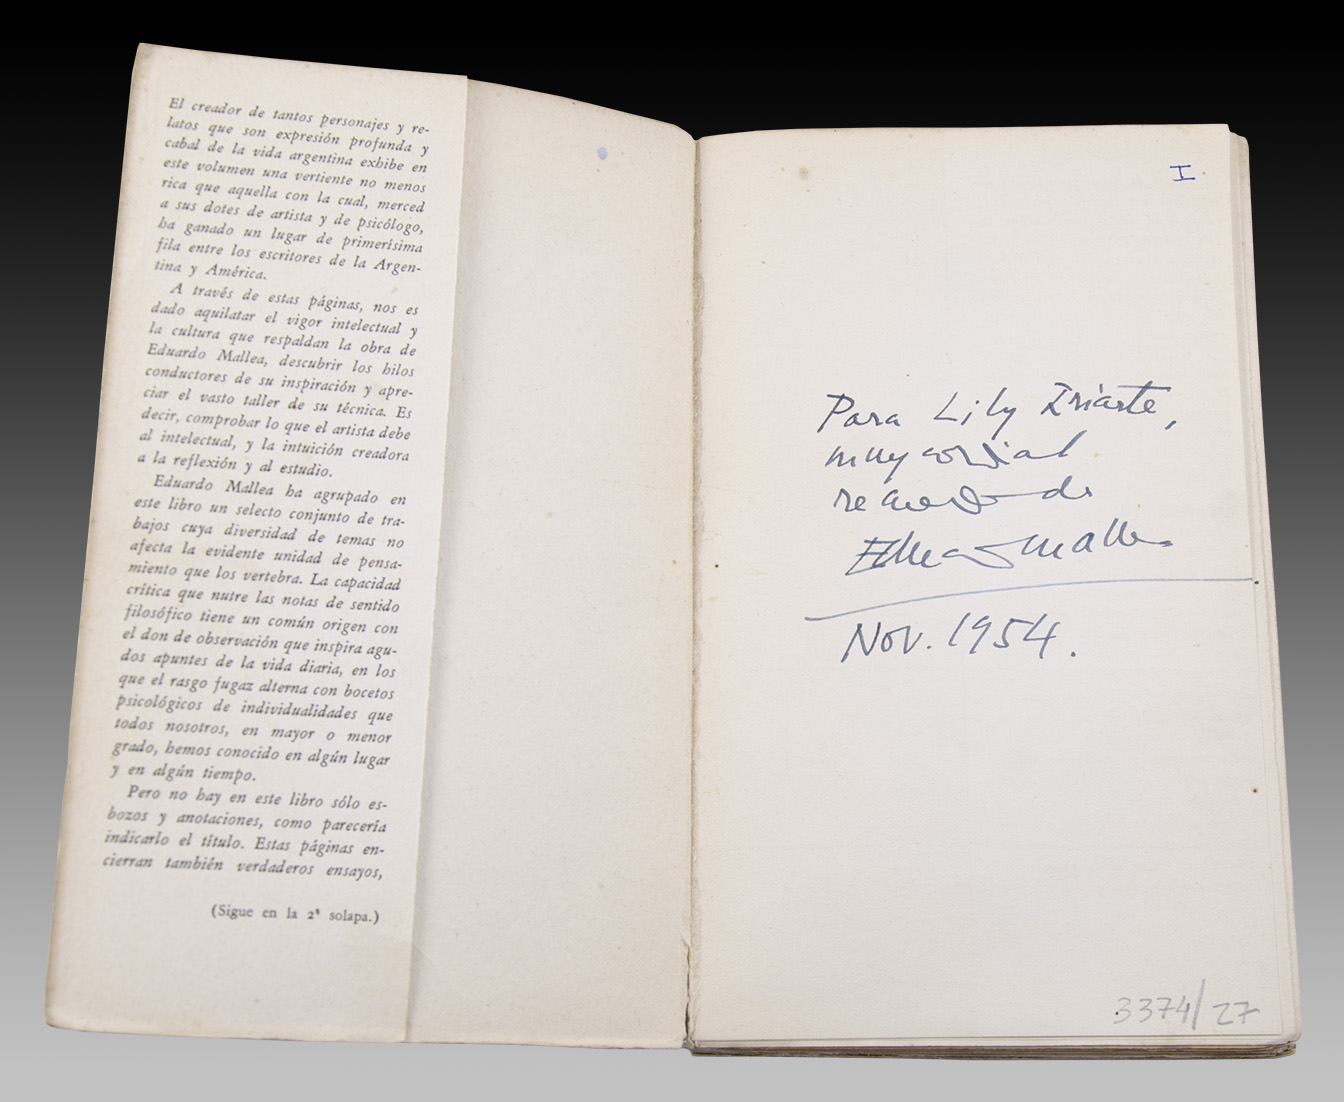 El creador de tantos personajes y re-
latos que son expresión profunda y
cabal de la vida argentina exhibe en
este volumen una vertiente no menos
rica que aquella con la cual, merced
a sus dotes de artista y de psicólogo,
ha ganado un lugar de primerísima
fila entre los escritores de la Argen-
tina y América.
A través de estas páginas, nos es
dado aquilatar el vigor intelectual y
la cultura que respaldan la obra de
Eduardo Mallea, descubrir los hilos
conductores de su inspiración y apre-
ciar el vasto taller de su técnica. Es
decir, comprobar lo que el artista debe
al intelectual, y la intuición creadora
a la reflexión y al estudio.
Eduardo Mallea ha agrupado en
este libro un selecto conjunto de tra-
bajos cuya diversidad de temas no
afecta la evidente unidad de pensa-
miento que los vertebra. La capacidad
crítica que nutre las notas de sentido
filosófico tiene un común origen con
el don de observación que inspira agu-
dos apuntes de la vida diaria, en los
que el rasgo fugaz alterna con bocetos
psicológicos de individualidades que
todos nosotros, en mayor o menor
grado, hemos conocido en algún lugar
y en algún tiempo.
Pero no hay en este libro sólo es-
bozos y anotaciones, como parecería
indicarlo el título. Estas páginas en-
cierran también verdaderos ensayos,
(Sigue en la 2ª solapa.)
I
Para Lily Iriarte,
muy cordial
recuerdo de
Eduardo Mallea
Nov. 1954.
3374/27